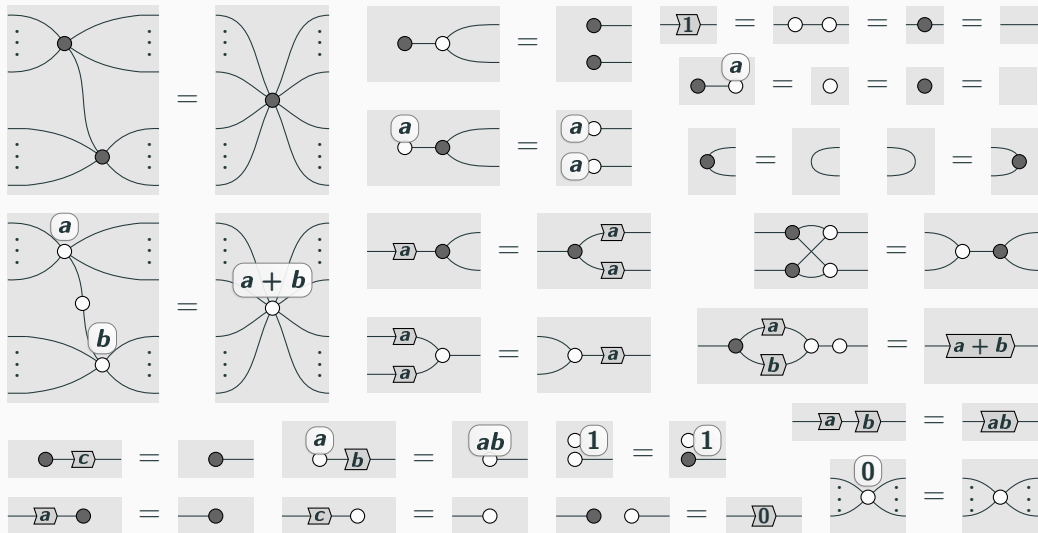 1 = = =
=
a
= = =
a = a
a
= =
a
a = a
a
=
a
b
= a + b
a
b
= a + b
a
a = a
a b = ab
c =
a
b = ab
1 = 1
0 =
a =
c =
= 0